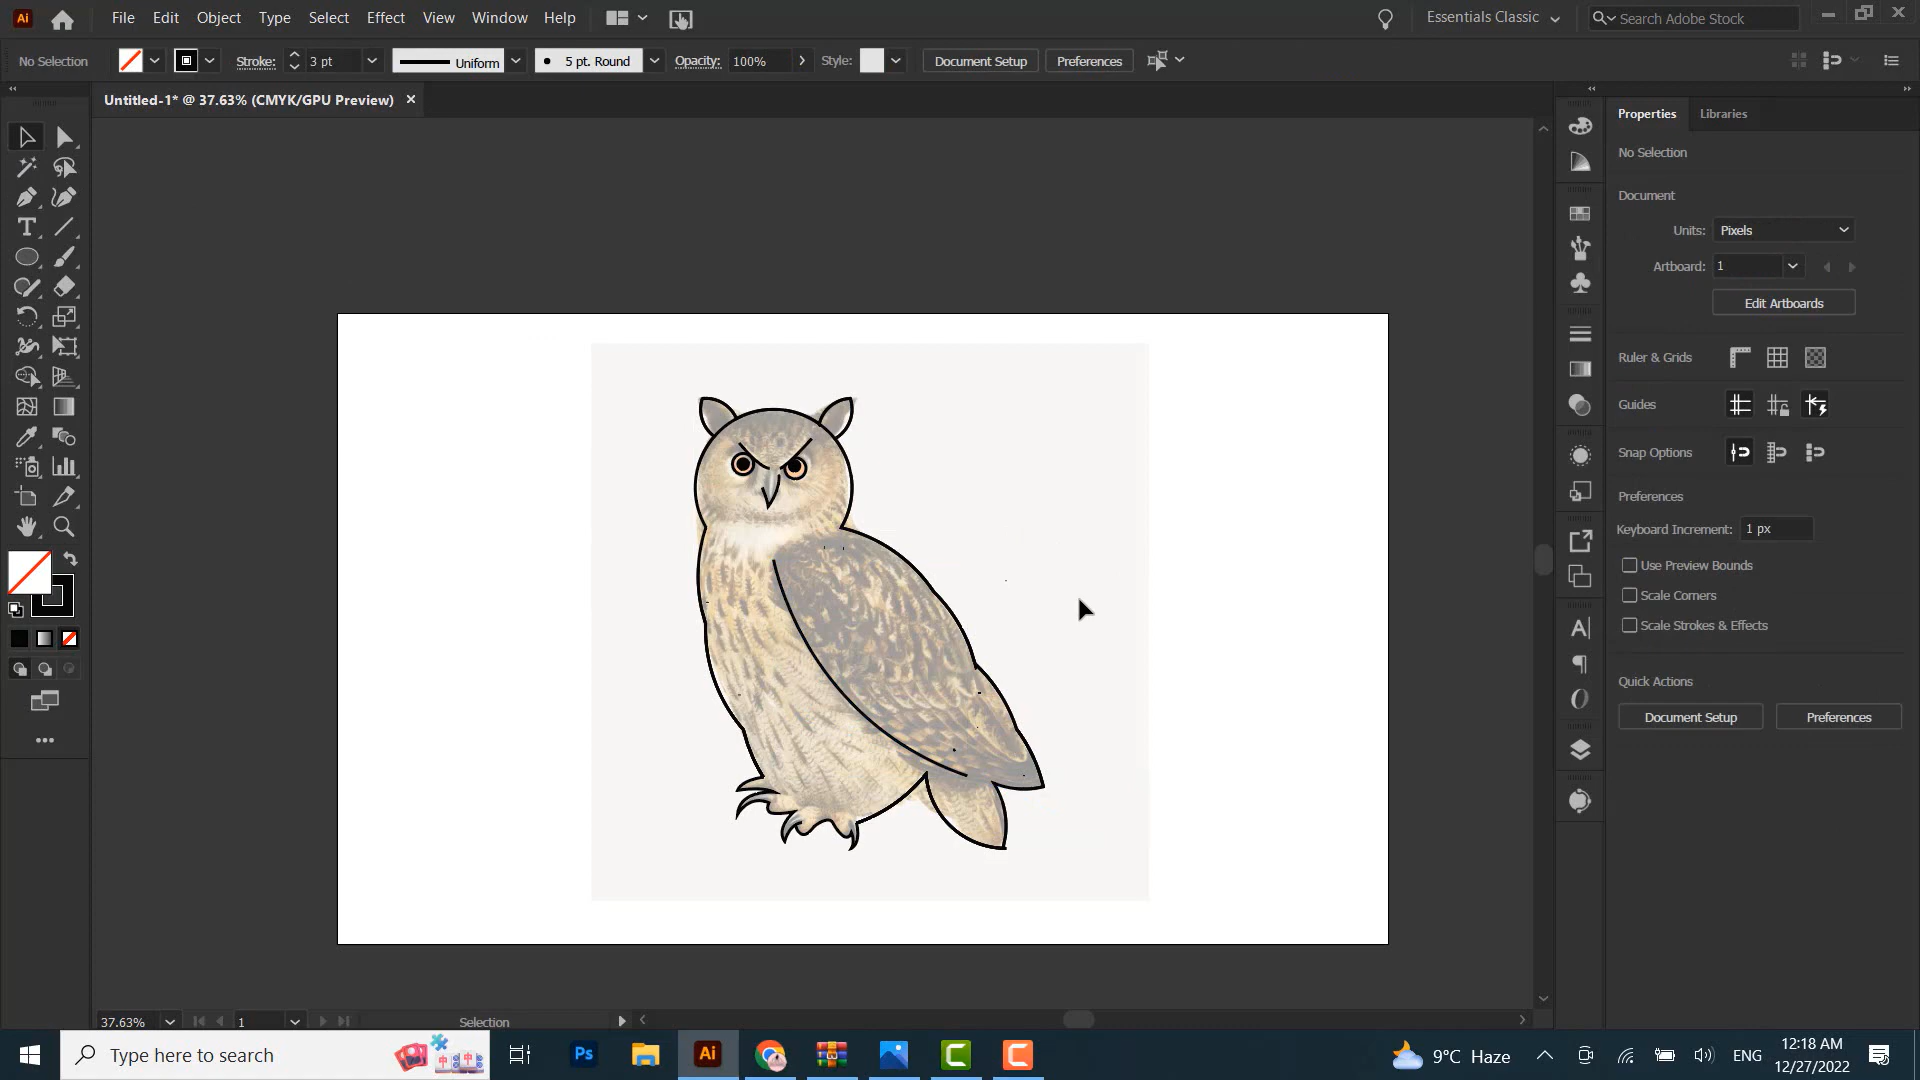 Ai File Edit Object Type Select Effect View Window Help Essentials Classic Search Adobe Stock
No Selection Stroke: 3 pt Uniform 5 pt. Round Opacity: 100% Style: Document Setup Preferences
Untitled-1* @ 37.63% (CMYK/GPU Preview)
Properties Libraries
No Selection
Document
Units: Pixels
Artboard: 1
Edit Artboards
Ruler & Grids
Guides
Snap Options
Preferences
Keyboard Increment: 1 px
Use Preview Bounds
Scale Corners
Scale Strokes & Effects
Quick Actions
Document Setup Preferences
37.63% 1 Selection
Type here to search Ps Ai 9°C Haze ENG 12:18 AM
12/27/2022